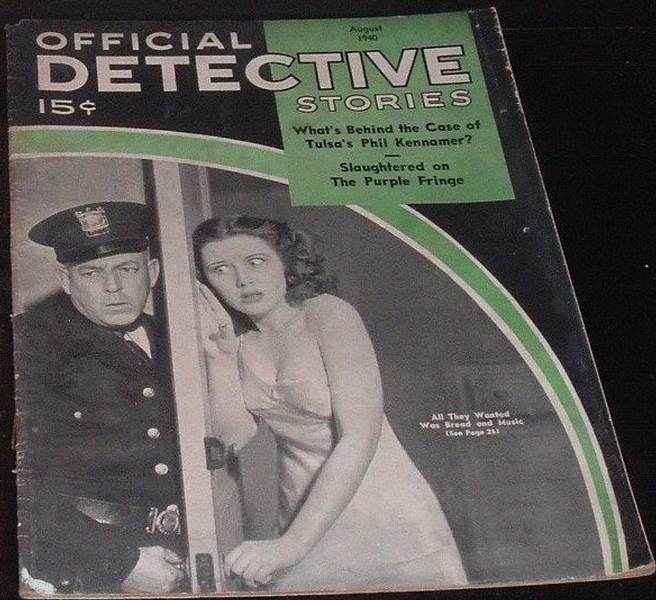 August
1940
OFFICIAL
DETECTIVE
15¢
STORIES
What's Behind the Case of
Tulsa's Phil Kennamer?
Slaughtered on
The Purple Fringe
All They Wanted
Was Bread and Music
(See Page 26)